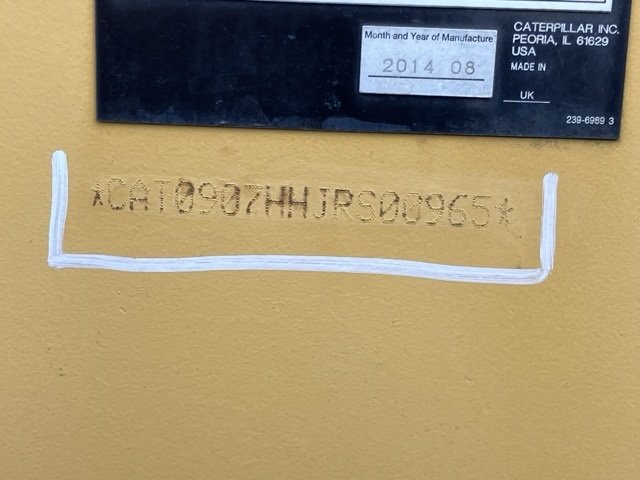 Month and Year of Manufacture
2014 08
CATERPILLAR INC.
PEORIA, IL 61629
USA
MADE IN
UK
239-6969 3
*CAT0907HHJRS00965*